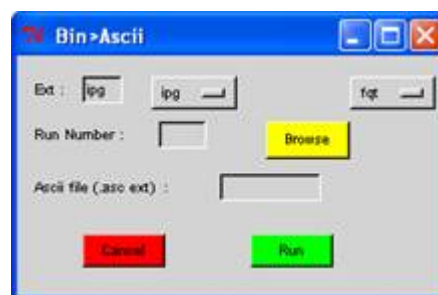 Bin>Ascii
Ext : ipg ipg fqt
Run Number : Browse
Ascii file (.asc ext) :
Cancel Run